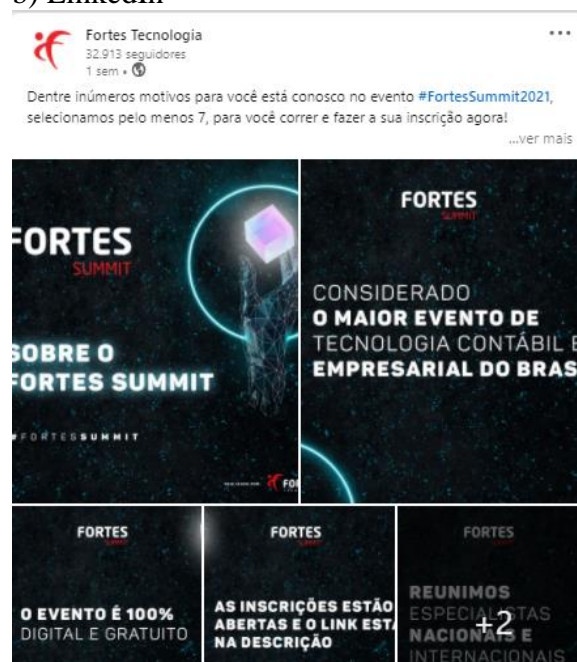 b) LinkedIn
Fortes Tecnologia
32.913 seguidores
1 sem •
Dentre inúmeros motivos para você está conosco no evento #FortesSummit2021,
selecionamos pelo menos 7, para você correr e fazer a sua inscrição agora!
...ver mais
FORTES
SUMMIT
SOBRE O
FORTES SUMMIT
#FORTESSUMMIT
FORTES
SUMMIT
CONSIDERADO
O MAIOR EVENTO DE
TECNOLOGIA CONTÁBIL E
EMPRESARIAL DO BRAS
FORTES
SUMMIT
O EVENTO É 100%
DIGITAL E GRATUITO
FORTES
SUMMIT
AS INSCRIÇÕES ESTÃO
ABERTAS E O LINK EST
NA DESCRIÇÃO
FORTES
REUNIMOS
ESPECIALISTAS
NACIONAIS E
INTERNACIONAIS
+2